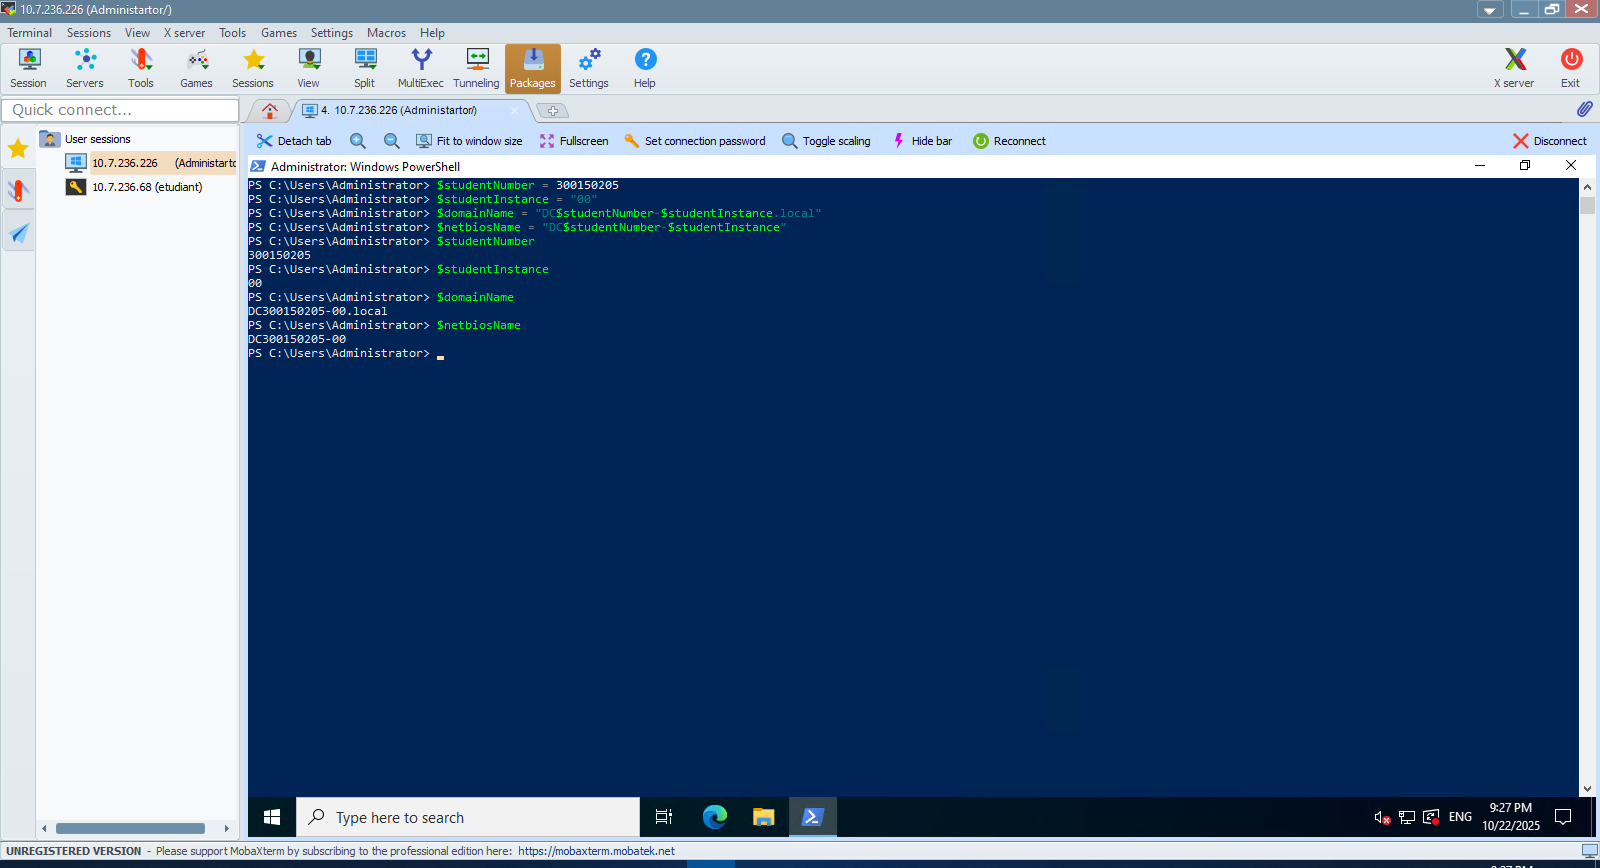 10.7.236.226 (Administartor/)
Terminal Sessions View X server Tools Games Settings Macros Help
Session Servers Tools Games Sessions View Split MultiExec Tunneling Packages Settings Help X server Exit
Quick connect...
4. 10.7.236.226 (Administartor/)
User sessions
10.7.236.226 (Administartc
10.7.236.68 (etudiant)
Detach tab Fit to window size Fullscreen Set connection password Toggle scaling Hide bar Reconnect Disconnect
Administrator: Windows PowerShell
PS C:\Users\Administrator> $studentNumber = 300150205
PS C:\Users\Administrator> $studentInstance = "00"
PS C:\Users\Administrator> $domainName = "DC$studentNumber-$studentInstance.local"
PS C:\Users\Administrator> $netbiosName = "DC$studentNumber-$studentInstance"
PS C:\Users\Administrator> $studentNumber
300150205
PS C:\Users\Administrator> $studentInstance
00
PS C:\Users\Administrator> $domainName
DC300150205-00.local
PS C:\Users\Administrator> $netbiosName
DC300150205-00
PS C:\Users\Administrator>
Type here to search
ENG
9:27 PM
10/22/2025
UNREGISTERED VERSION - Please support MobaXterm by subscribing to the professional edition here: https://mobaxterm.mobatek.net